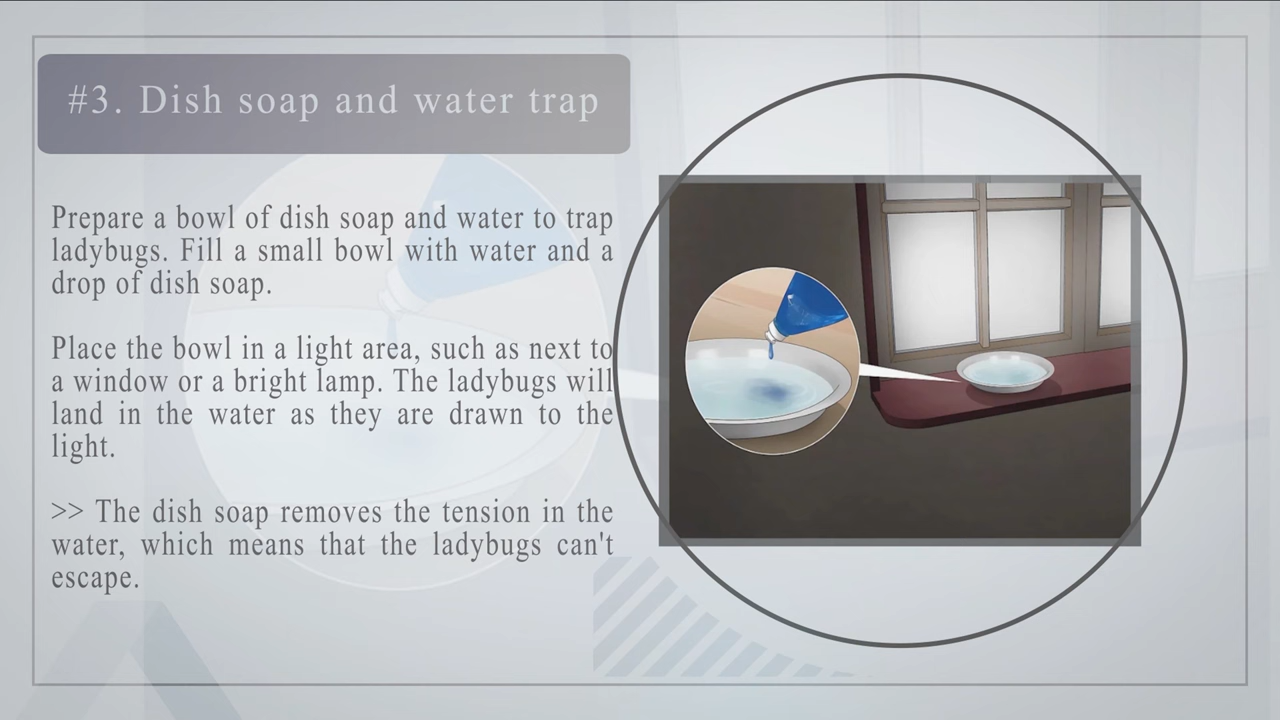 #3. Dish soap and water trap
Prepare a bowl of dish soap and water to trap
ladybugs. Fill a small bowl with water and a
drop of dish soap.
Place the bowl in a light area, such as next to
a window or a bright lamp. The ladybugs will
land in the water as they are drawn to the
light.
>> The dish soap removes the tension in the
water, which means that the ladybugs can't
escape.